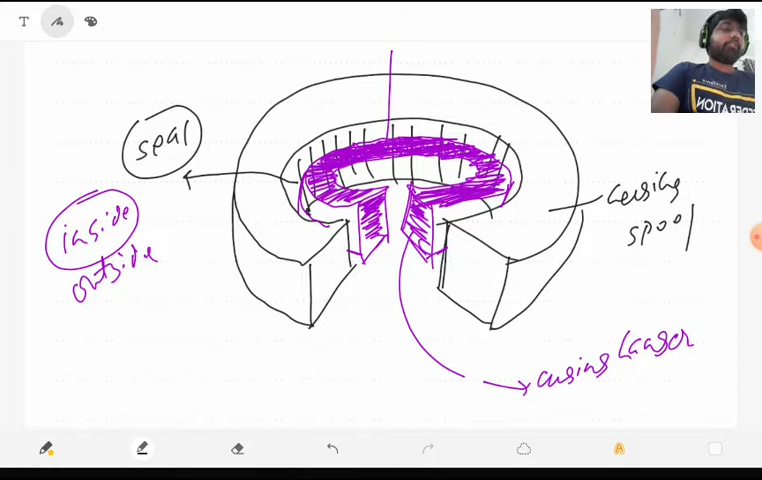 seal
inside
outside
casing
spool
casing hanger
T